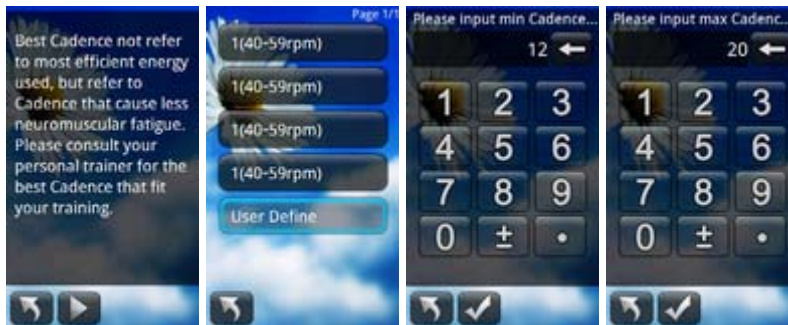 Best Cadence not refer
to most efficient energy
used, but refer to
Cadence that cause less
neuromuscular fatigue.
Please consult your
personal trainer for the
best Cadence that fit
your training.
Page 1/1
1(40-59rpm)
1(40-59rpm)
1(40-59rpm)
1(40-59rpm)
User Define
Please input min Cadence...
12
1 2 3
4 5 6
7 8 9
0 ± •
Please input max Cadenc...
20
1 2 3
4 5 6
7 8 9
0 ± •